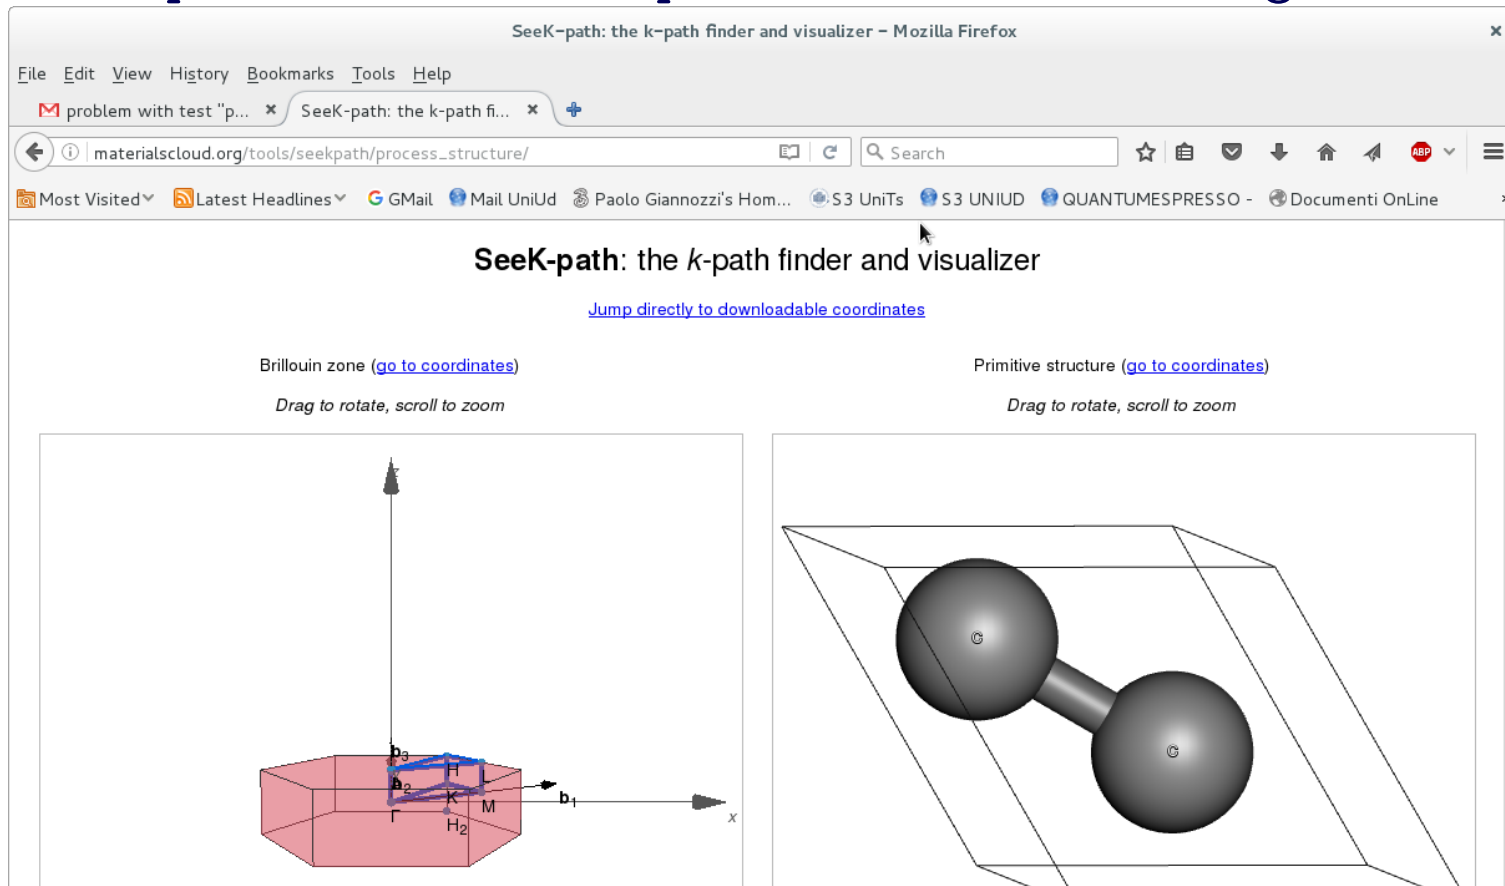 SeeK-path: the k-path finder and visualizer – Mozilla Firefox
File Edit View History Bookmarks Tools Help
problem with test "p... SeeK-path: the k-path fi...
materialscloud.org/tools/seekpath/process_structure/ Search ABP
Most Visited Latest Headlines GMail Mail UniUd Paolo Giannozzi's Hom... S3 UniTs S3 UNIUD QUANTUMESPRESSO - Documenti OnLine
SeeK-path: the k-path finder and visualizer
Jump directly to downloadable coordinates
Brillouin zone (go to coordinates) Primitive structure (go to coordinates)
Drag to rotate, scroll to zoom Drag to rotate, scroll to zoom
z
C
b3
H L
b2
K b1
M
Γ
H2
x
C